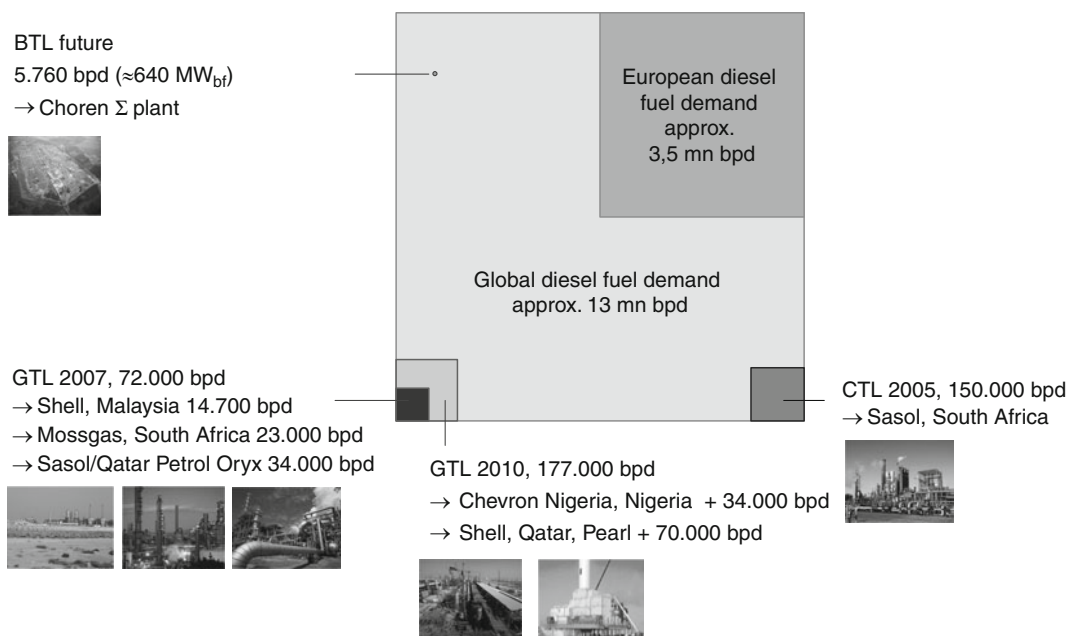 BTL future
5.760 bpd (≈640 MWbf)
→ Choren Σ plant
European diesel
fuel demand
approx.
3,5 mn bpd
Global diesel fuel demand
approx. 13 mn bpd
GTL 2007, 72.000 bpd
→ Shell, Malaysia 14.700 bpd
→ Mossgas, South Africa 23.000 bpd
→ Sasol/Qatar Petrol Oryx 34.000 bpd
GTL 2010, 177.000 bpd
→ Chevron Nigeria, Nigeria + 34.000 bpd
→ Shell, Qatar, Pearl + 70.000 bpd
CTL 2005, 150.000 bpd
→ Sasol, South Africa